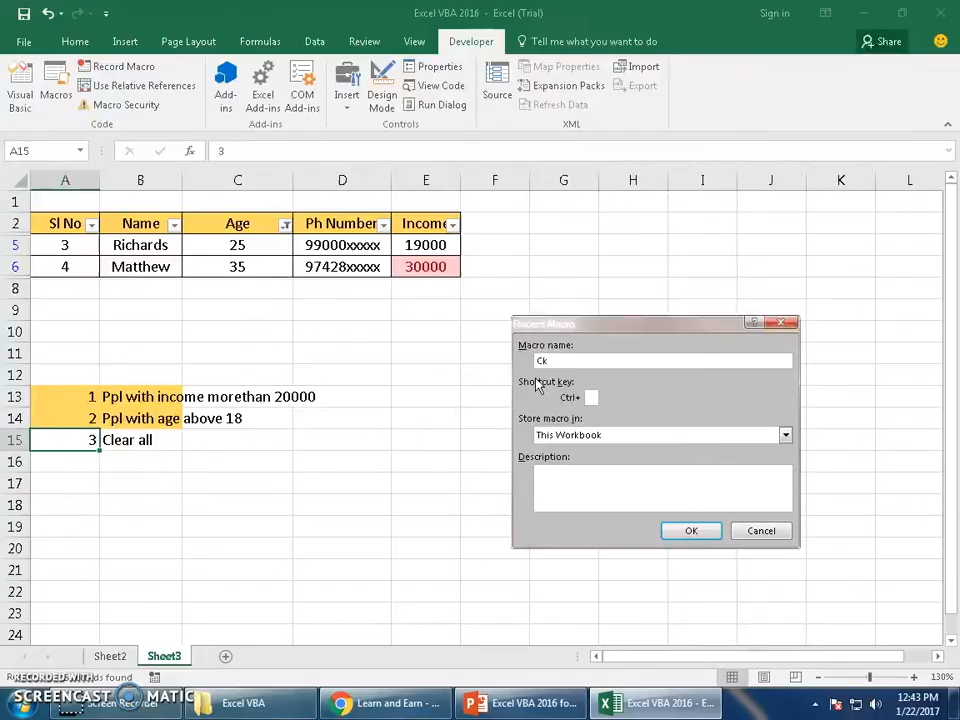 Excel VBA 2016 - Excel (Trial)
Sign in
File
Home
Insert
Page Layout
Formulas
Data
Review
View
Developer
Tell me what you want to do
Share
Visual Basic
Macros
Record Macro
Use Relative References
Macro Security
Code
Add-ins
Excel Add-ins
COM Add-ins
Add-ins
Insert
Design Mode
Properties
View Code
Run Dialog
Controls
Source
Map Properties
Expansion Packs
Refresh Data
Import
Export
XML
A15
fx
3
A B C D E F G H I J K L
1
2 Sl No Name Age Ph Number Income
5 3 Richards 25 99000xxxxx 19000
6 4 Matthew 35 97428xxxxx 30000
8
9
10
11
12
13 1 Ppl with income morethan 20000
14 2 Ppl with age above 18
15 3 Clear all
16
17
18
19
20
21
22
23
24
Record Macro
Macro name:
Ck
Shortcut key:
Ctrl+
Store macro in:
This Workbook
Description:
OK
Cancel
Sheet2
Sheet3
found
130%
RECORDED WITH
SCREENCAST MATIC
Screen Recorder
Excel VBA
Learn and Earn - ...
Excel VBA 2016 fo...
Excel VBA 2016 - E...
12:43 PM
1/22/2017